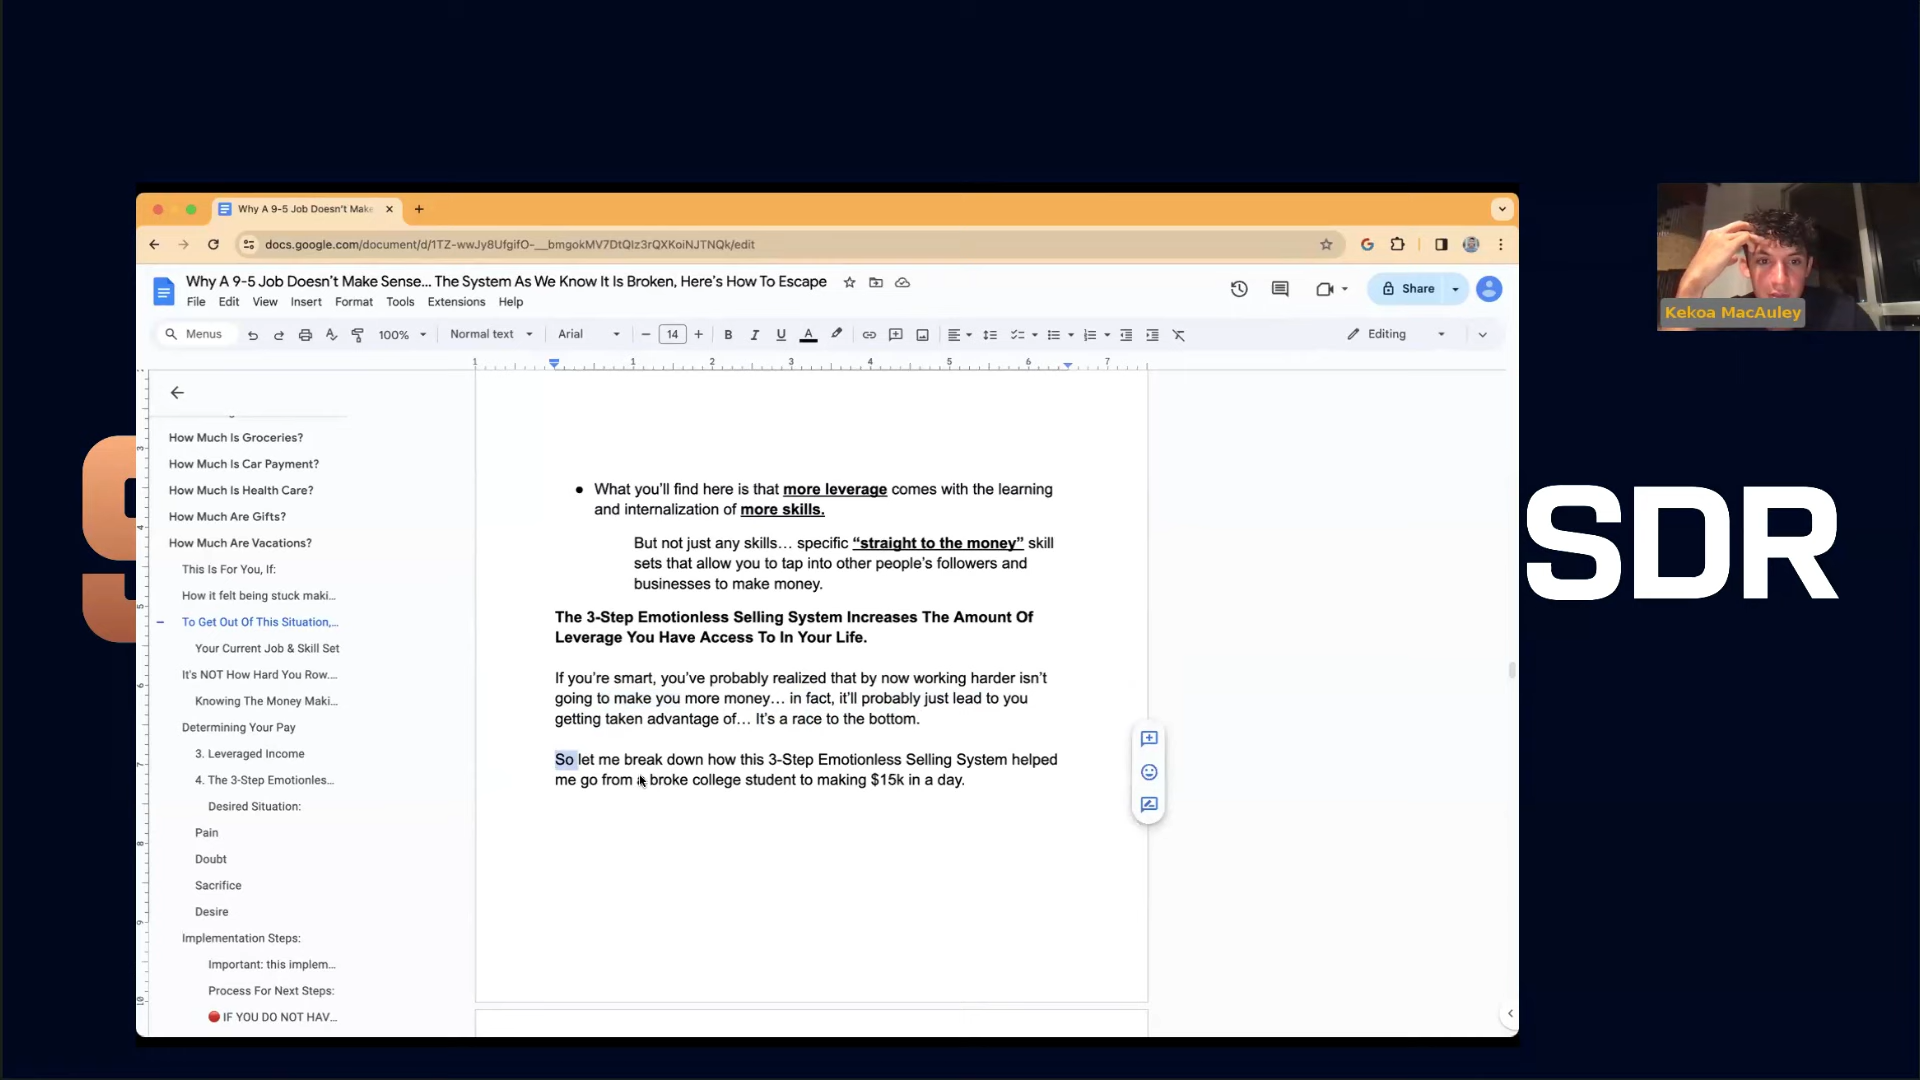 Why A 9-5 Job Doesn't Make
docs.google.com/document/d/1TZ-wwJy8UfgifO-__bmgokMV7DtQIz3rQXKoiNJTNQk/edit
Why A 9-5 Job Doesn't Make Sense... The System As We Know It Is Broken, Here's How To Escape
File Edit View Insert Format Tools Extensions Help
Share
Menus 100% Normal text Arial 14 B I U A Editing
1 1 2 3 4 5 6 7
How Much Is Groceries?
How Much Is Car Payment?
How Much Is Health Care?
How Much Are Gifts?
How Much Are Vacations?
This Is For You, If:
How it felt being stuck maki...
To Get Out Of This Situation,...
Your Current Job & Skill Set
It's NOT How Hard You Row....
Knowing The Money Maki...
Determining Your Pay
3. Leveraged Income
4. The 3-Step Emotionles...
Desired Situation:
Pain
Doubt
Sacrifice
Desire
Implementation Steps:
Important: this implem...
Process For Next Steps:
🔴 IF YOU DO NOT HAV...
● What you'll find here is that more leverage comes with the learning
and internalization of more skills.
But not just any skills... specific “straight to the money” skill
sets that allow you to tap into other people's followers and
businesses to make money.
The 3-Step Emotionless Selling System Increases The Amount Of
Leverage You Have Access To In Your Life.
If you're smart, you've probably realized that by now working harder isn't
going to make you more money... in fact, it'll probably just lead to you
getting taken advantage of... It's a race to the bottom.
So let me break down how this 3-Step Emotionless Selling System helped
me go from a broke college student to making $15k in a day.
Kekoa MacAuley
SDR